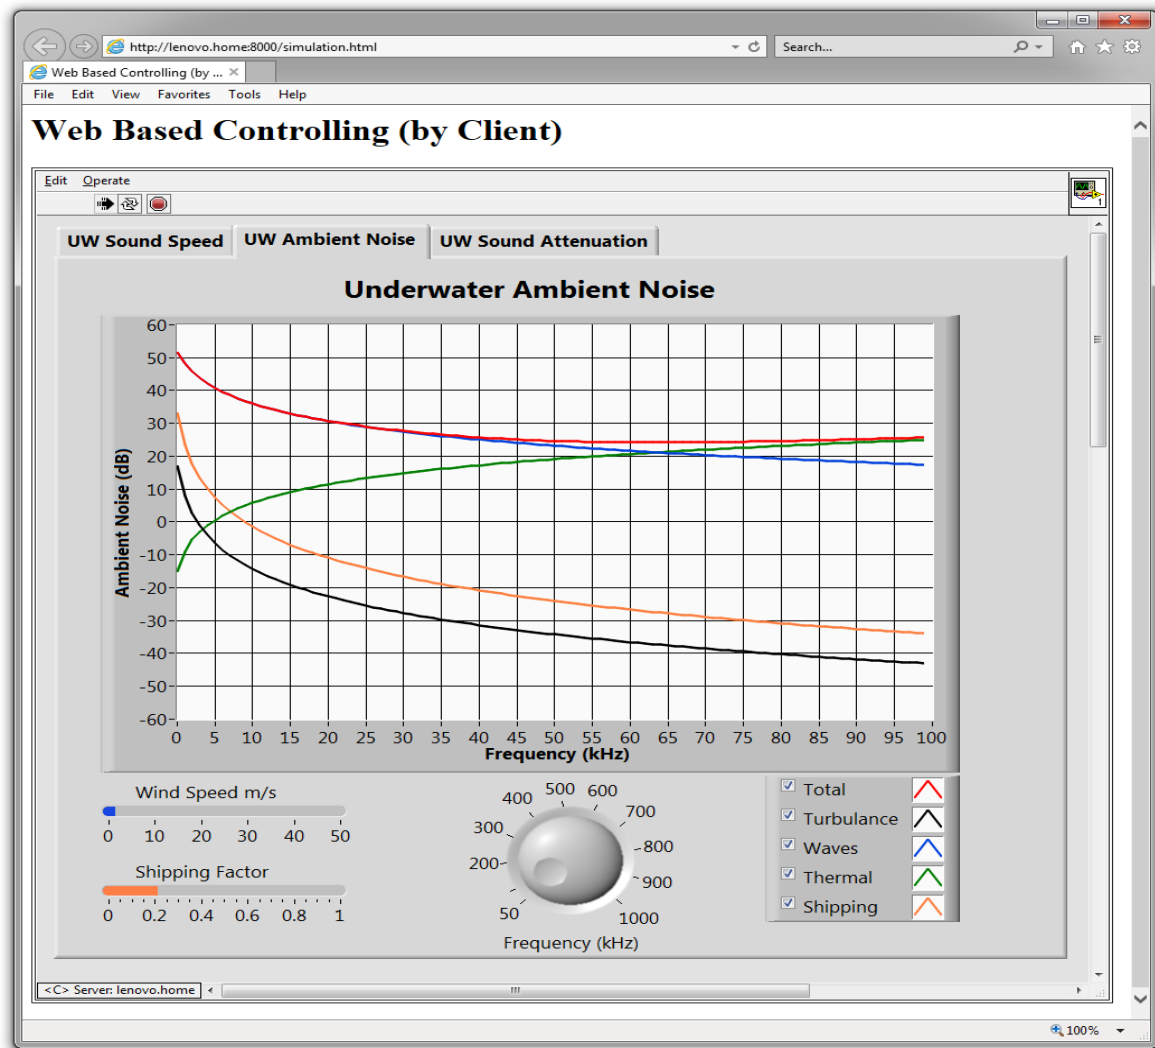 http://lenovo.home:8000/simulation.html
Search...
Web Based Controlling (by ...
File Edit View Favorites Tools Help
Web Based Controlling (by Client)
Edit Operate
1
UW Sound Speed UW Ambient Noise UW Sound Attenuation
Underwater Ambient Noise
Ambient Noise (dB)
60
50
40
30
20
10
0
-10
-20
-30
-40
-50
-60
0 5 10 15 20 25 30 35 40 45 50 55 60 65 70 75 80 85 90 95 100
Frequency (kHz)
Wind Speed m/s
0 10 20 30 40 50
Shipping Factor
0 0.2 0.4 0.6 0.8 1
50 200 300 400 500 600 700 800 900 1000
Frequency (kHz)
Total
Turbulance
Waves
Thermal
Shipping
<C> Server: lenovo.home
100%